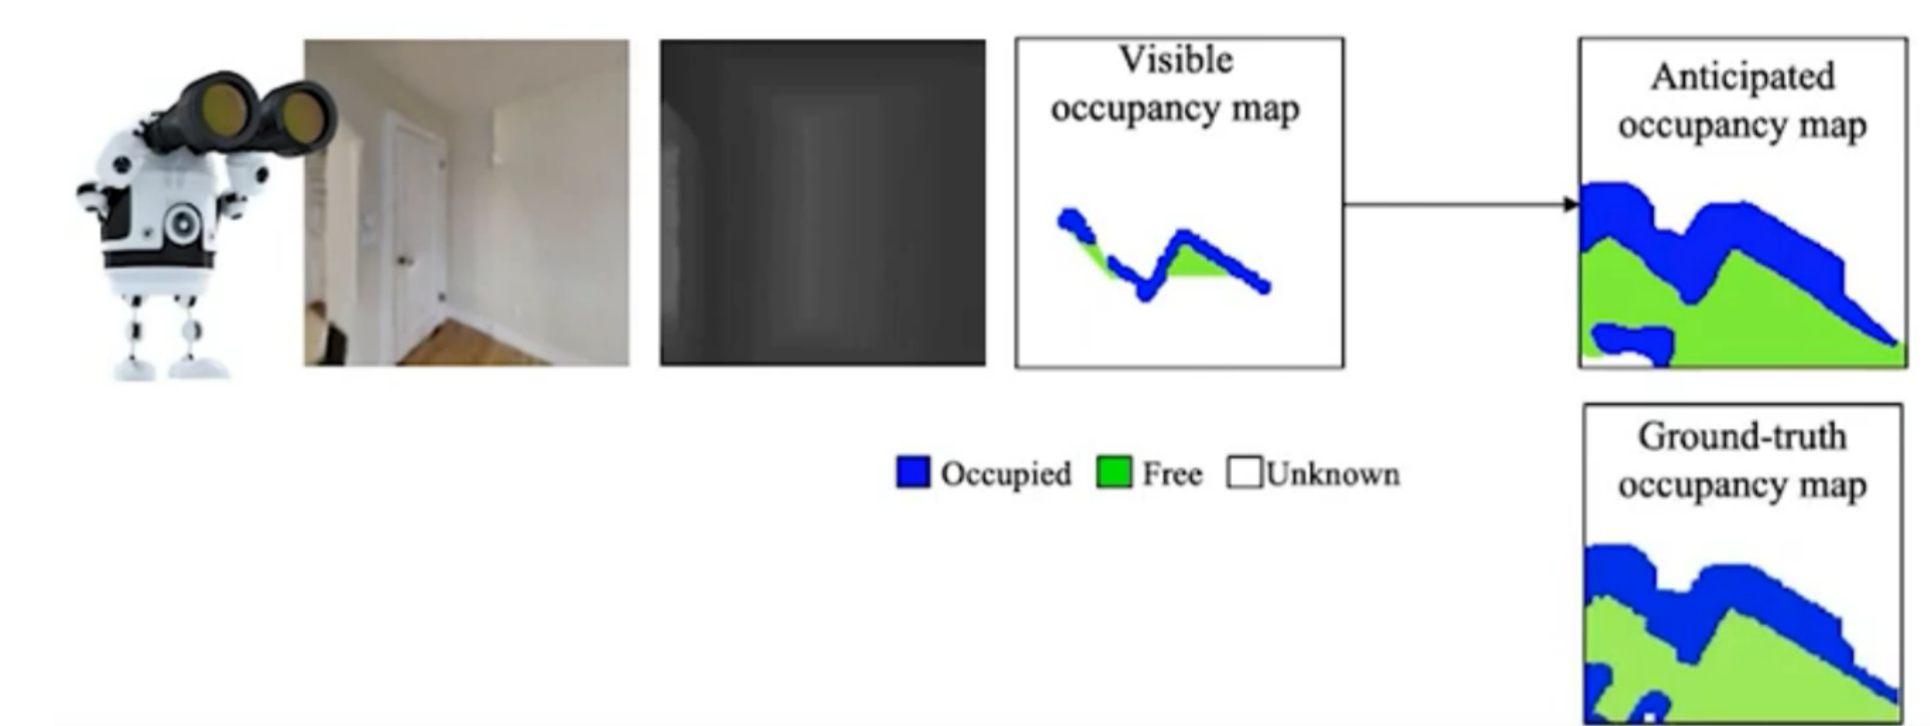 Visible
occupancy map
Anticipated
occupancy map
Occupied
Free
Unknown
Ground-truth
occupancy map